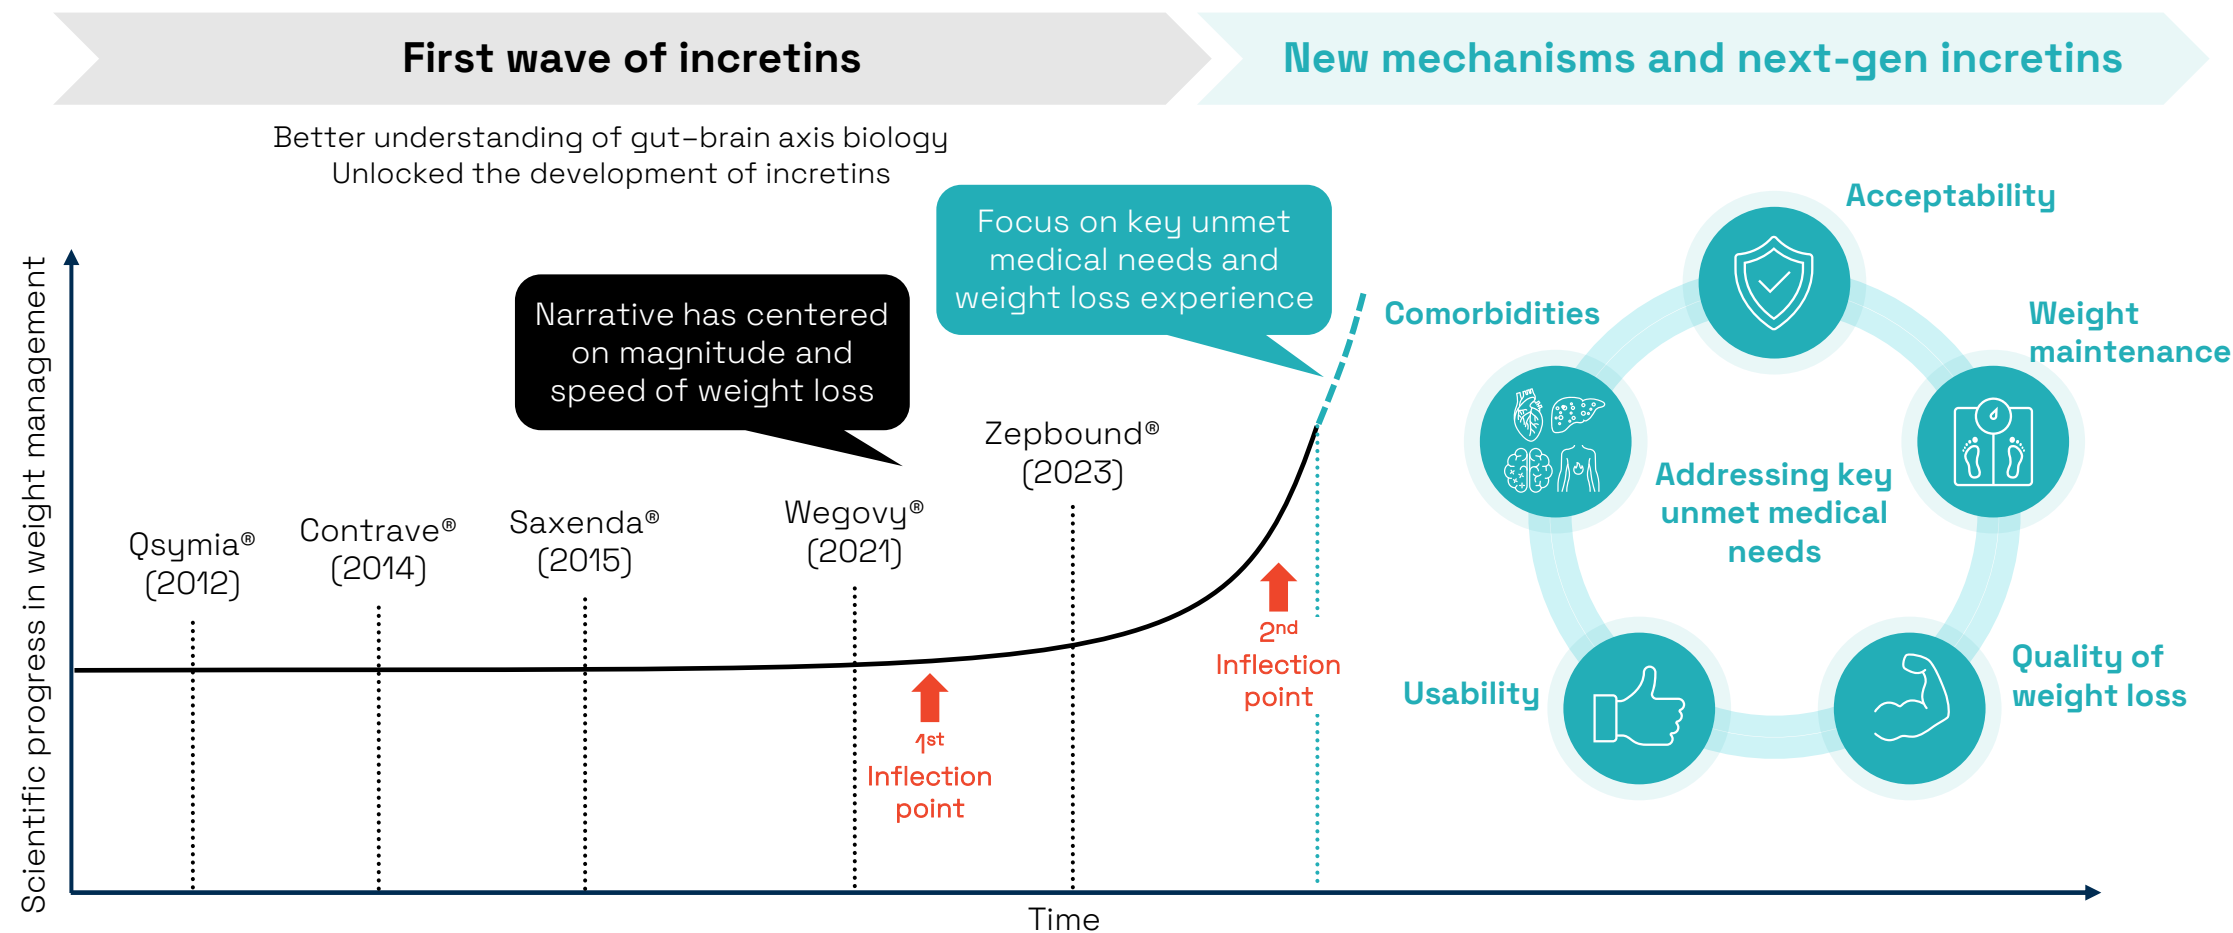 First wave of incretins
New mechanisms and next-gen incretins
Better understanding of gut–brain axis biology
Unlocked the development of incretins
Scientific progress in weight management
Narrative has centered
on magnitude and
speed of weight loss
Focus on key unmet
medical needs and
weight loss experience
Qsymia®
(2012)
Contrave®
(2014)
Saxenda®
(2015)
Wegovy®
(2021)
Zepbound®
(2023)
1st
Inflection
point
2nd
Inflection
point
Time
Acceptability
Comorbidities
Weight
maintenance
Addressing key
unmet medical
needs
Usability
Quality of
weight loss